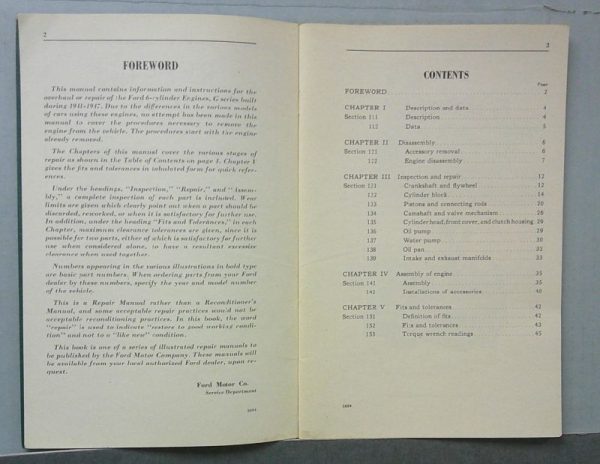 2
FOREWORD
This manual contains information and instructions for the
overhaul or repair of the Ford 6-cylinder Engines, G series built
during 1941-1947. Due to the differences in the various models
of cars using these engines, no attempt has been made in this
manual to cover the procedures necessary to remove the
engine from the vehicle. The procedures start with the engine
already removed.
The Chapters of this manual cover the various stages of
repair as shown in the Table of Contents on page 3. Chapter V
gives the fits and tolerances in tabulated form for quick refer-
ences.
Under the headings, "Inspection," "Repair," and "Assem-
bly," a complete inspection of each part is included. Wear
limits are given which clearly point out when a part should be
discarded, reworked, or when it is satisfactory for further use.
In addition, under the heading "Fits and Tolerances," in each
Chapter, maximum clearance tolerances are given, since it is
possible for two parts, either of which is satisfactory for further
use when considered alone, to have a resultant excessive
clearance when used together.
Numbers appearing in the various illustrations in bold type
are basic part numbers. When ordering parts from your Ford
dealer by these numbers, specify the year and model number
of the vehicle.
This is a Repair Manual rather than a Reconditioner's
Manual, and some acceptable repair practices would not be
acceptable reconditioning practices. In this book, the word
"repair" is used to indicate "restore to good working condi-
tion" and not to a "like new" condition.
This book is one of a series of illustrated repair manuals to
be published by the Ford Motor Company. These manuals will
be available from your local authorized Ford dealer, upon re-
quest.
Ford Motor Co.
Service Department
3
CONTENTS
Page
FOREWORD 2
CHAPTER I Description and data 4
Section 111 Description 4
112 Data 5
CHAPTER II Disassembly 6
Section 121 Accessory removal 6
122 Engine disassembly 7
CHAPTER III Inspection and repair 12
Section 131 Crankshaft and flywheel 12
132 Cylinder block 14
133 Pistons and connecting rods 20
134 Camshaft and valve mechanism 26
135 Cylinder head, front cover, and clutch housing 29
136 Oil pump 29
137 Water pump 30
138 Oil pan 32
139 Intake and exhaust manifolds 33
CHAPTER IV Assembly of engine 35
Section 141 Assembly 35
142 Installations of accessories 40
CHAPTER V Fits and tolerances 42
Section 151 Definition of fits 42
152 Fits and tolerances 43
153 Torque wrench readings 45